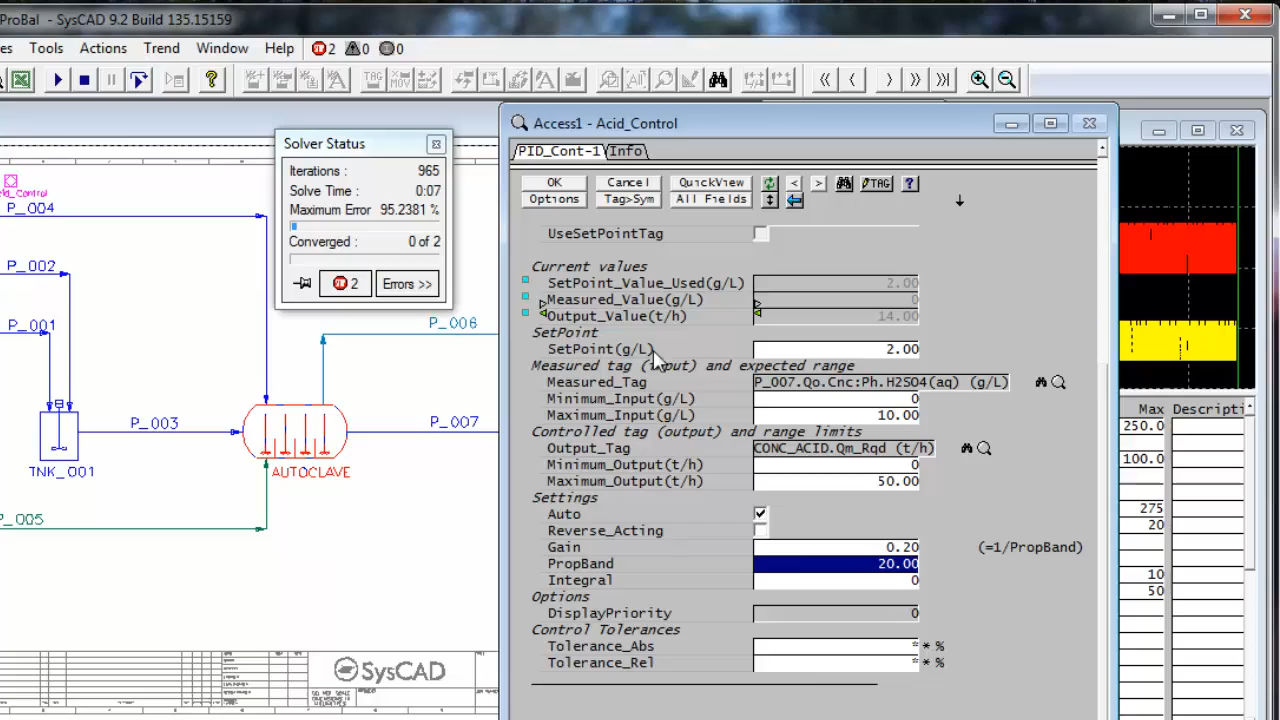 ProBal - SysCAD 9.2 Build 135.15159
es Tools Actions Trend Window Help 2 0 0
Access1 - Acid_Control
PID_Cont-1 Info
OK Cancel QuickView < > TAG ?
Options Tag>Sym All Fields
UseSetPointTag
Current values
SetPoint_Value_Used(g/L) 2.00
Measured_Value(g/L) 0
Output_Value(t/h) 14.00
SetPoint
SetPoint(g/L) 2.00
Measured tag (input) and expected range
Measured_Tag P_007.Qo.Cnc:Ph.H2SO4(aq) (g/L)
Minimum_Input(g/L) 0
Maximum_Input(g/L) 10.00
Controlled tag (output) and range limits
Output_Tag CONC_ACID.Qm_Rqd (t/h)
Minimum_Output(t/h) 0
Maximum_Output(t/h) 50.00
Settings
Auto
Reverse_Acting
Gain 0.20 (=1/PropBand)
PropBand 20.00
Integral 0
Options
DisplayPriority 0
Control Tolerances
Tolerance_Abs * * %
Tolerance_Rel * * %
Solver Status
Iterations : 965
Solve Time : 0:07
Maximum Error 95.2381 %
Converged : 0 of 2
2 Errors >>
P_004
P_002
P_001
P_006
P_003
P_007
TNK_001
AUTOCLAVE
P_005
SysCAD
Max Descripti
250.0
100.0
275
20
10
50